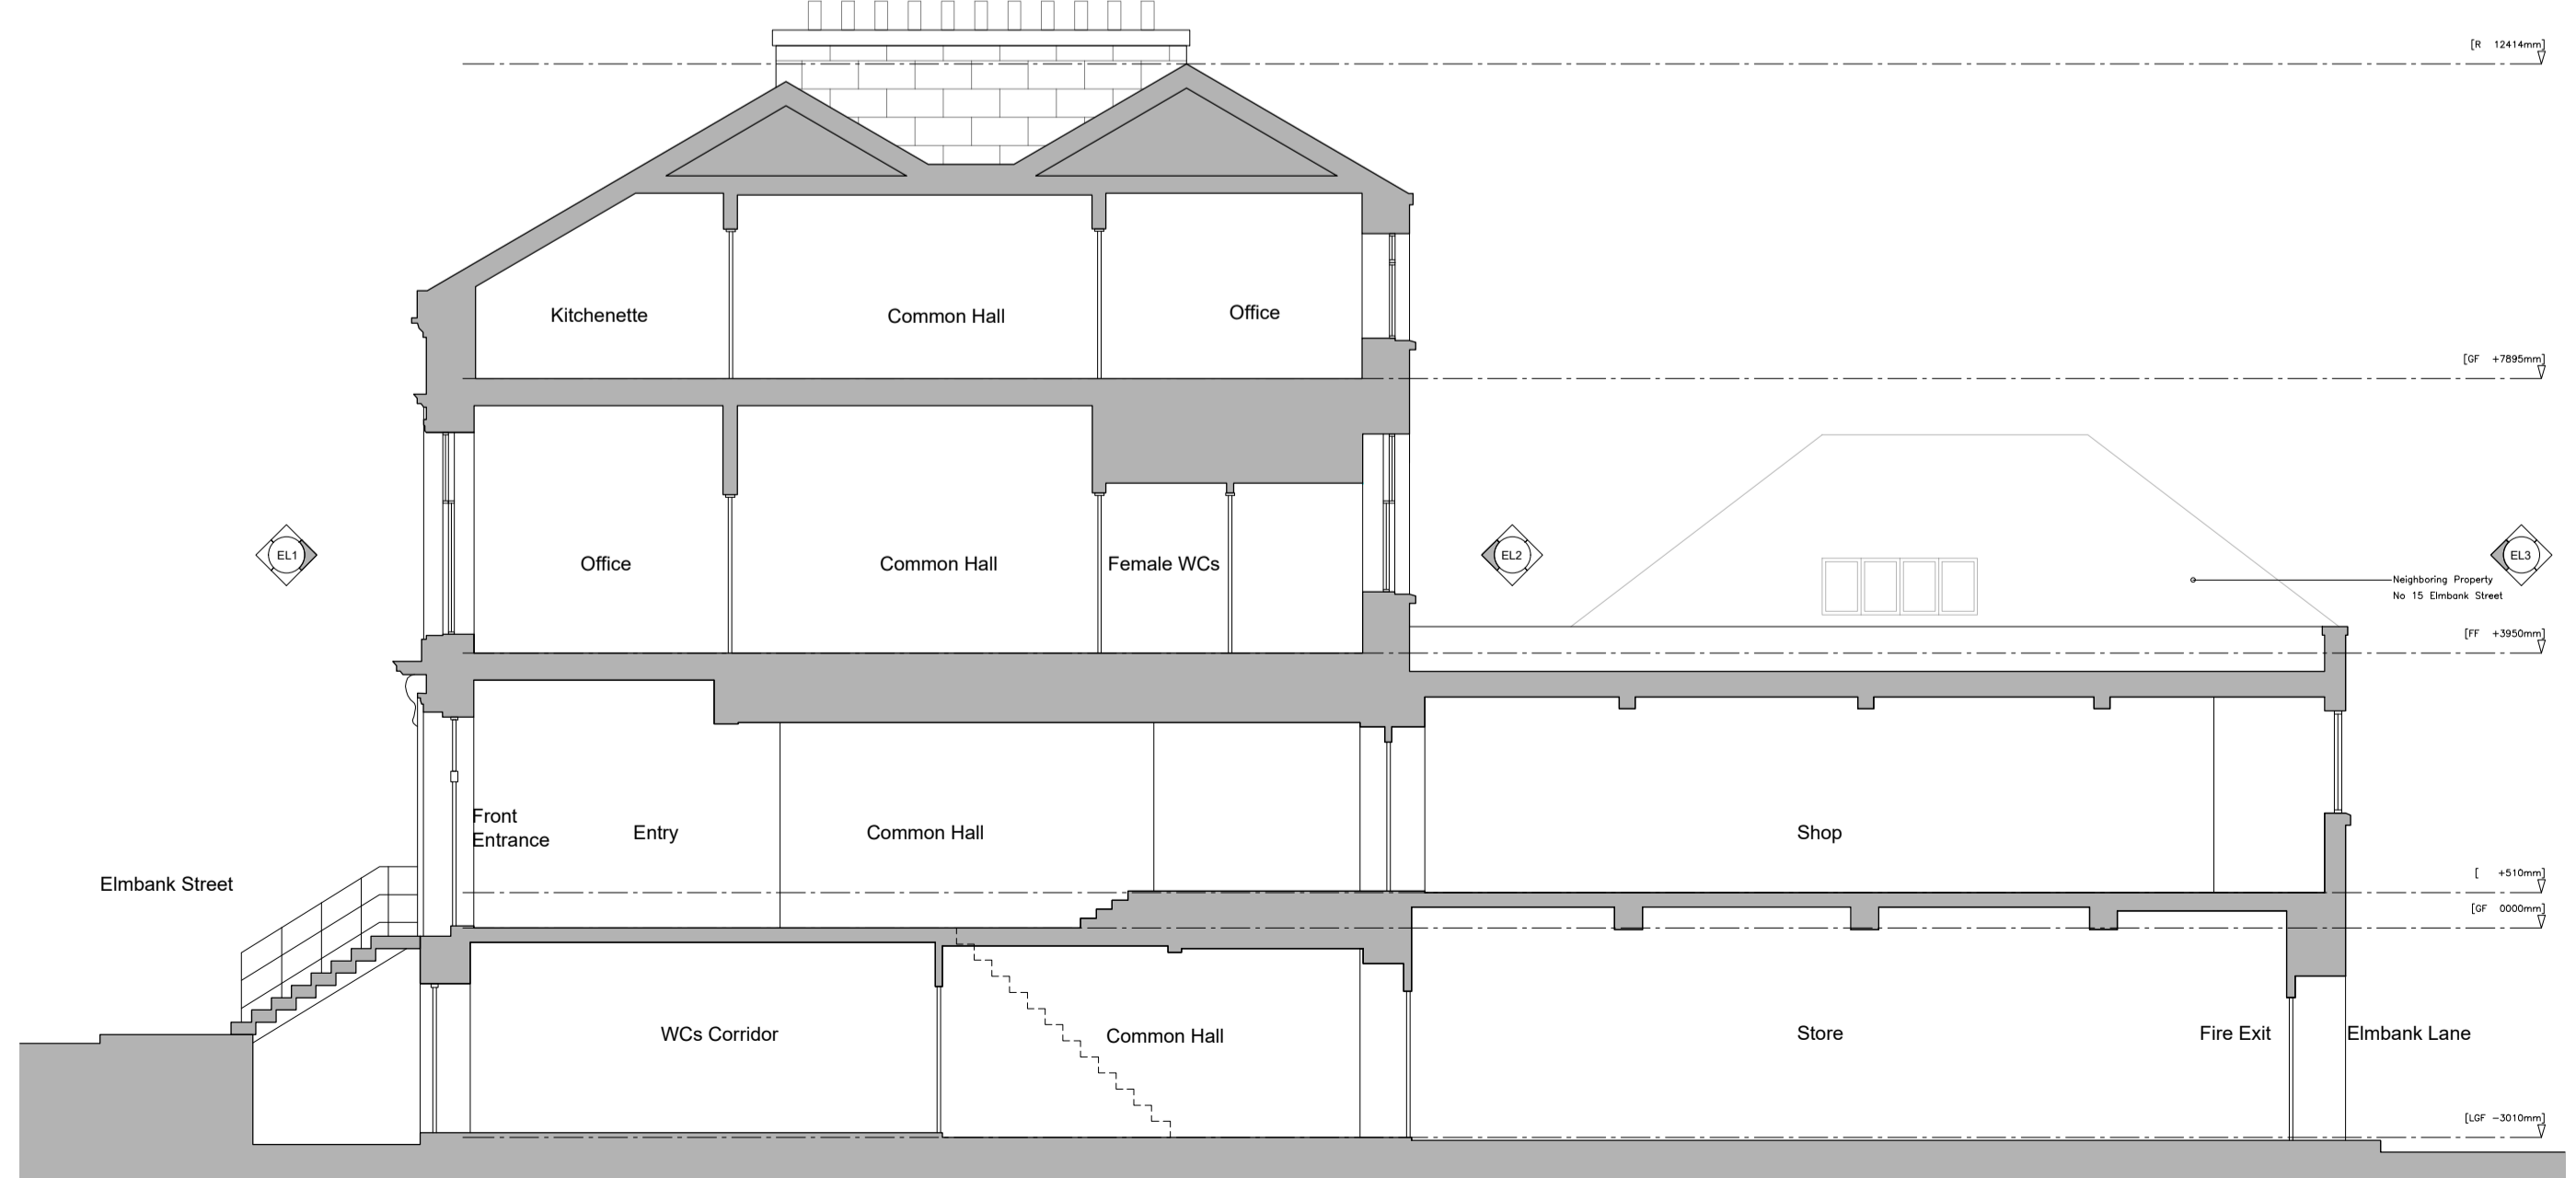 [R 12414mm]
Kitchenette
Common Hall
Office
[GF +7895mm]
EL1
Office
Common Hall
Female WCs
EL2
EL3
Neighboring Property
No 15 Elmbank Street
[FF +3950mm]
Front
Entrance
Entry
Common Hall
Shop
Elmbank Street
[ +510mm]
[GF 0000mm]
WCs Corridor
Common Hall
Store
Fire Exit
Elmbank Lane
[LGF -3010mm]